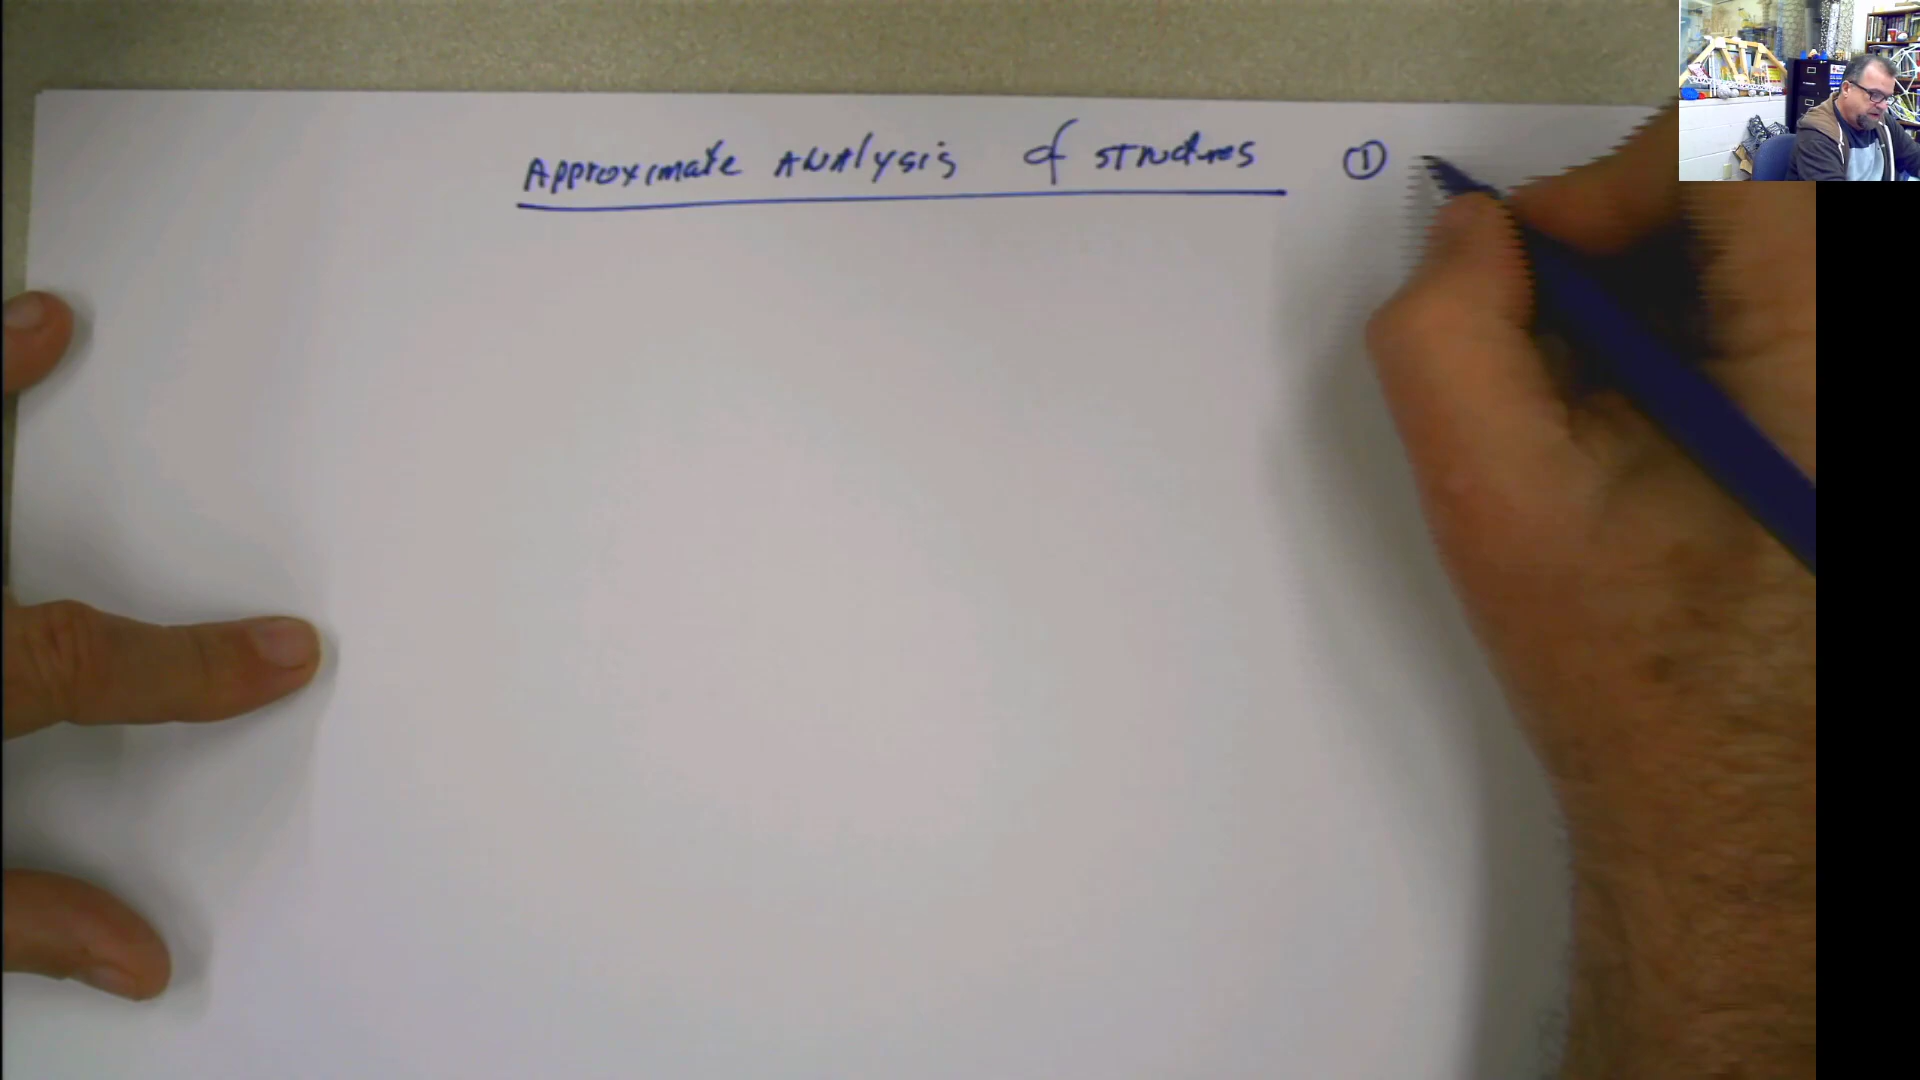 Approximate Analysis of structures ①